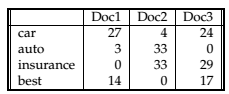 Doc1 Doc2 Doc3
car 27 4 24
auto 3 33 0
insurance 0 33 29
best 14 0 17